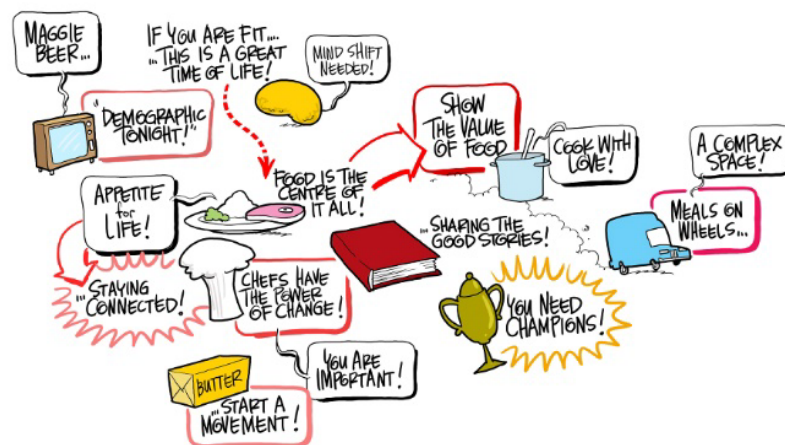 MAGGIE
BEER...
"DEMOGRAPHIC
TONIGHT!"
IF YOU ARE FIT....
...THIS IS A GREAT
TIME OF LIFE!
MIND SHIFT
NEEDED!
SHOW
THE VALUE
OF FOOD
COOK WITH
LOVE!
A COMPLEX
SPACE!
MEALS ON
WHEELS...
FOOD IS THE
CENTRE OF
IT ALL!
APPETITE
for
LIFE!
...STAYING
CONNECTED!
CHEFS HAVE
THE POWER
OF CHANGE!
...SHARING THE
GOOD STORIES!
YOU NEED
CHAMPIONS!
YOU ARE
IMPORTANT!
BUTTER
...START A
MOVEMENT!